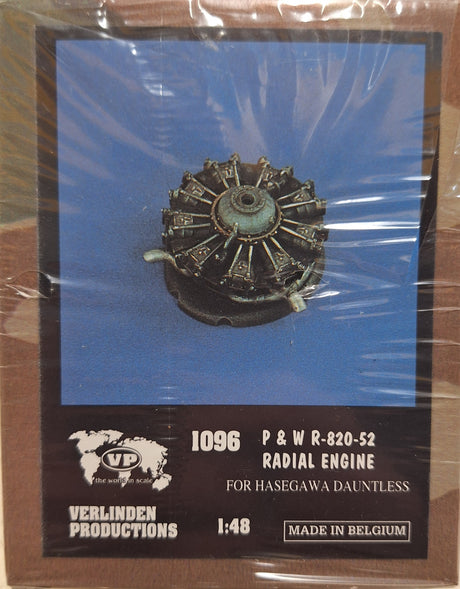 1096
P & W R-820-52
RADIAL ENGINE
FOR HASEGAWA DAUNTLESS
VP
the world in scale
VERLINDEN
PRODUCTIONS
1:48
MADE IN BELGIUM